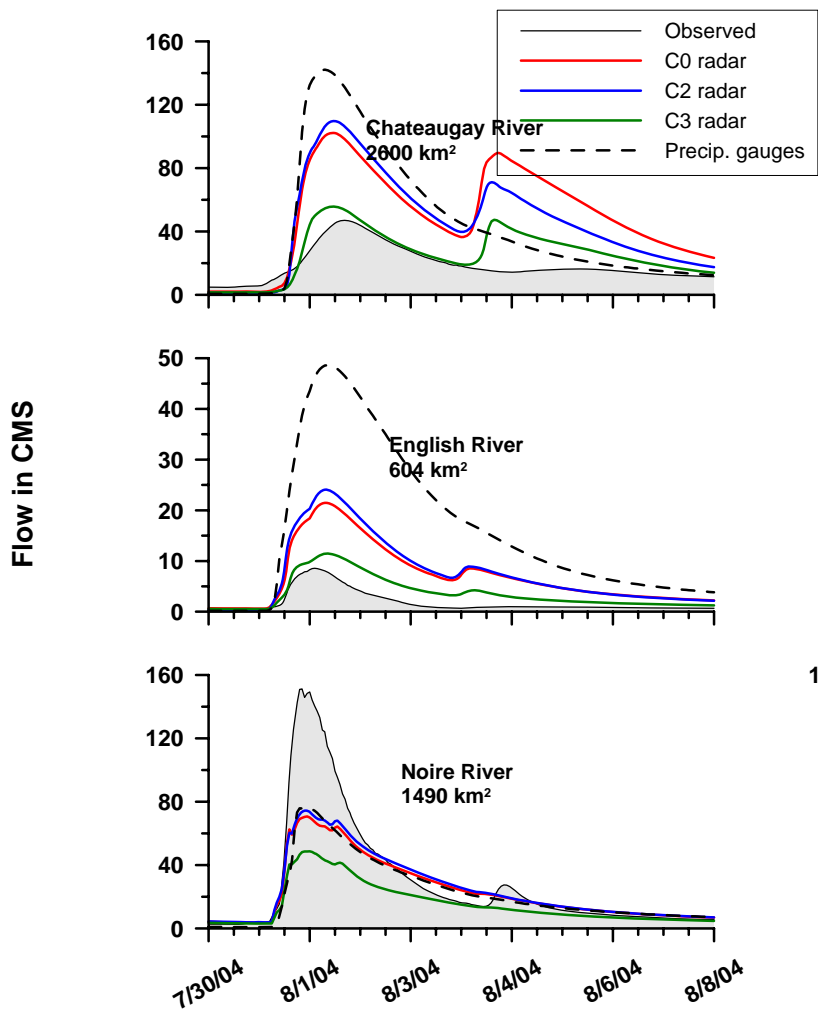 Observed
C0 radar
C2 radar
C3 radar
Precip. gauges
160
120
80
40
0
Chateaugay River
2600 km²
Flow in CMS
50
40
30
20
10
0
English River
604 km²
160
120
80
40
0
Noire River
1490 km²
1
7/30/04 8/1/04 8/3/04 8/4/04 8/6/04 8/8/04